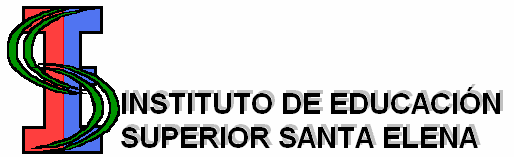 INSTITUTO DE EDUCACIÓN
SUPERIOR SANTA ELENA